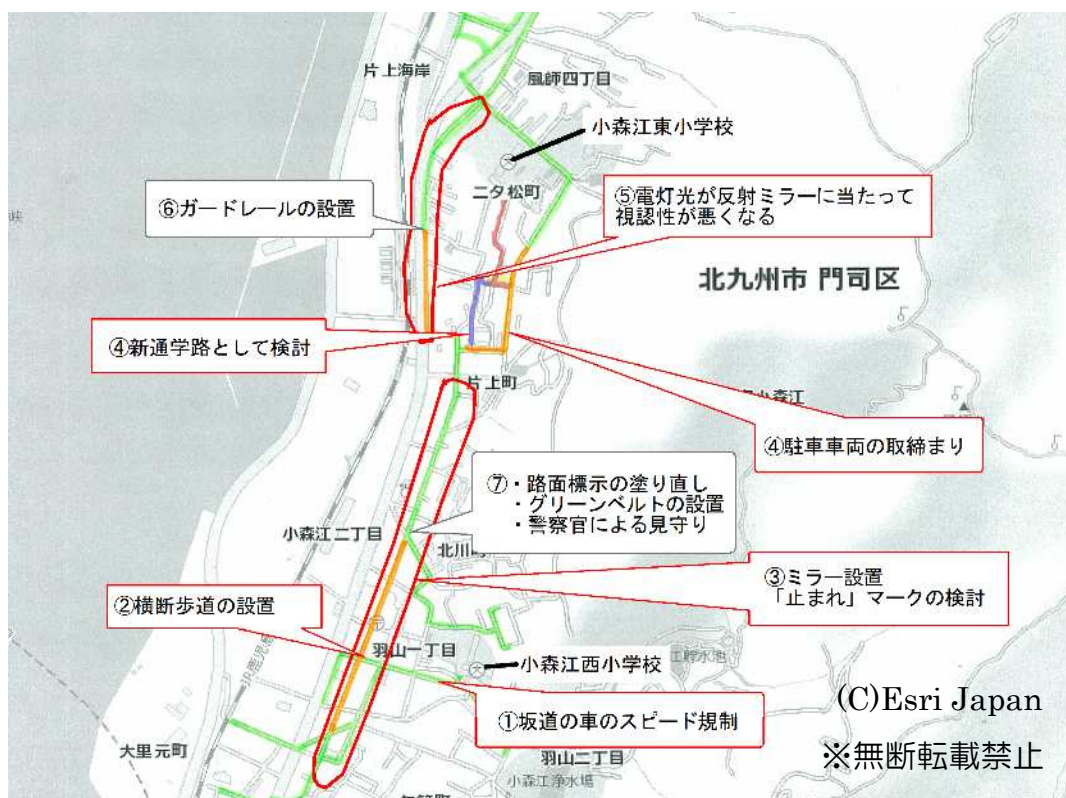 片上海岸
風師四丁目
小森江東小学校
二タ松町
⑥ガードレールの設置
⑤電灯光が反射ミラーに当たって
視認性が悪くなる
北九州市 門司区
④新通学路として検討
片上町
小森江
④駐車車両の取締まり
⑦・路面標示の塗り直し
・グリーンベルトの設置
・警察官による見守り
小森江二丁目
北川町
③ミラー設置
「止まれ」マークの検討
②横断歩道の設置
羽山一丁目
小森江西小学校
(C)Esri Japan
①坂道の車のスピード規制
大里元町
羽山二丁目
※無断転載禁止
小森江浄水場